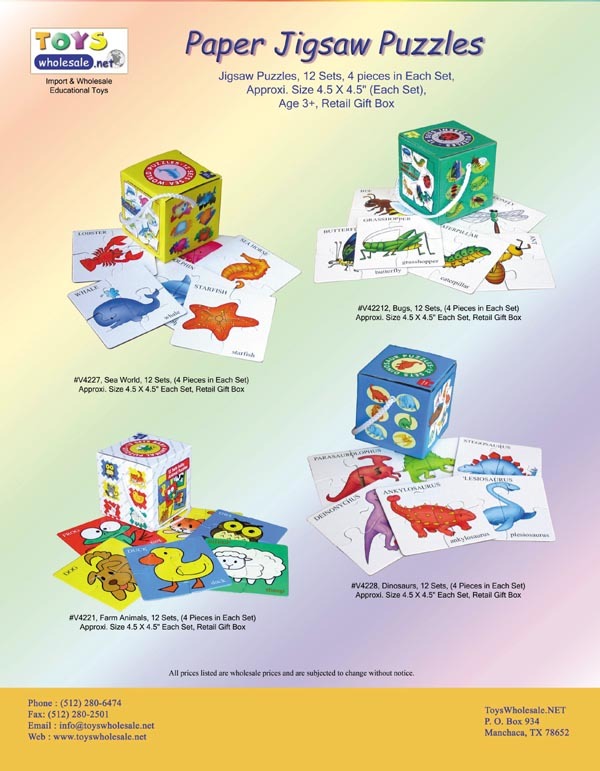 TOYS
wholesale.net
Import & Wholesale
Educational Toys
Paper Jigsaw Puzzles
Jigsaw Puzzles, 12 Sets, 4 pieces in Each Set,
Approxi. Size 4.5 X 4.5" (Each Set),
Age 3+, Retail Gift Box
PUZZLES-12 SETS SEA WORLD
LOBSTER
SEA HORSE
WHALE
whale
STARFISH
starfish
#V4227, Sea World, 12 Sets, (4 Pieces in Each Set)
Approxi. Size 4.5 X 4.5" Each Set, Retail Gift Box
GRASSHOPPER
grasshopper
butterfly
caterpillar
#V42212, Bugs, 12 Sets, (4 Pieces in Each Set)
Approxi. Size 4.5 X 4.5" Each Set, Retail Gift Box
FROG
DOG
DUCK
duck
sheep
#V4221, Farm Animals, 12 Sets, (4 Pieces in Each Set)
Approxi. Size 4.5 X 4.5" Each Set, Retail Gift Box
PARASAUROLOPHUS
STEGOSAURUS
DEINONYCHUS
ANKYLOSAURUS
ankylosaurus
PLESIOSAURUS
plesiosaurus
#V4228, Dinosaurs, 12 Sets, (4 Pieces in Each Set)
Approxi. Size 4.5 X 4.5" Each Set, Retail Gift Box
All prices listed are wholesale prices and are subjected to change without notice.
Phone : (512) 280-6474
Fax: (512) 280-2501
Email : info@toyswholesale.net
Web : www.toyswholesale.net
ToysWholesale.NET
P. O. Box 934
Manchaca, TX 78652